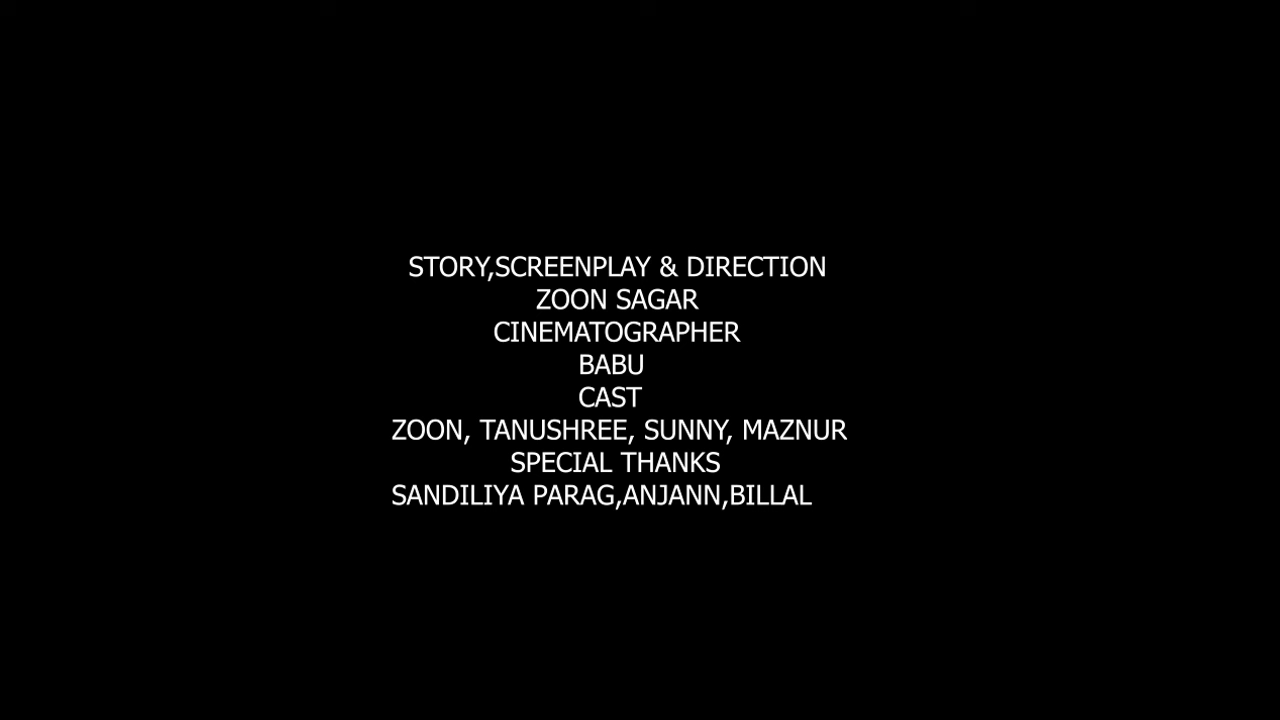 STORY,SCREENPLAY & DIRECTION
ZOON SAGAR
CINEMATOGRAPHER
BABU
CAST
ZOON, TANUSHREE, SUNNY, MAZNUR
SPECIAL THANKS
SANDILIYA PARAG,ANJANN,BILLAL